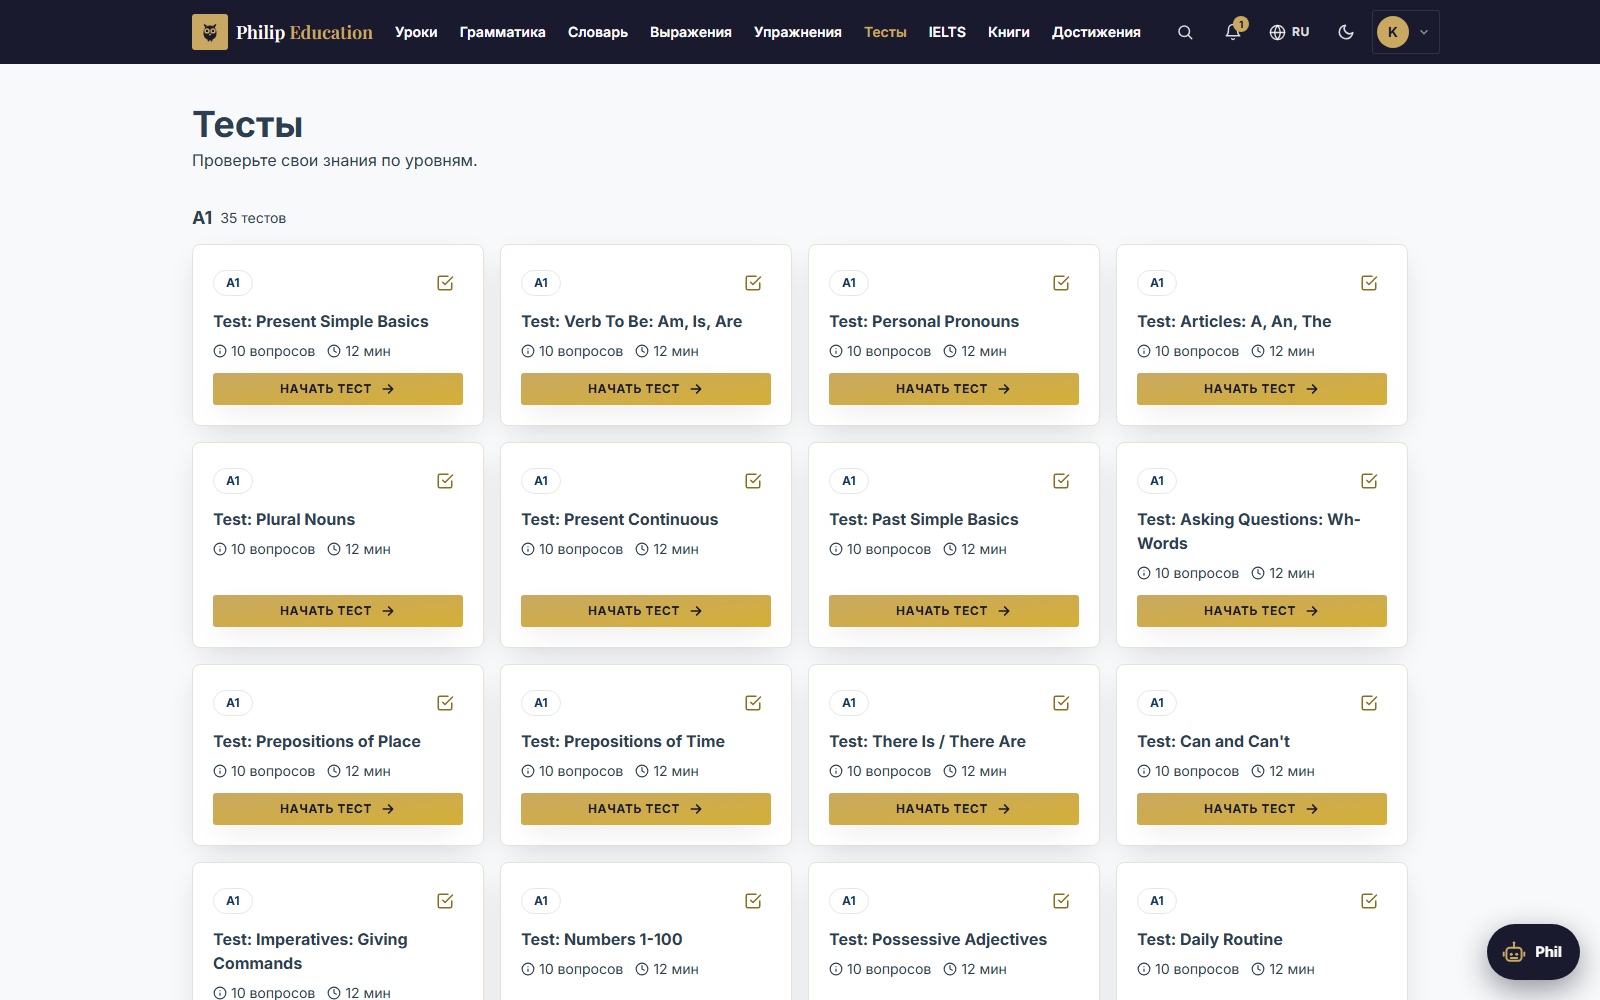 Philip Education Уроки Грамматика Словарь Выражения Упражнения Тесты IELTS Книги Достижения 1 RU K
Тесты
Проверьте свои знания по уровням.
A1 35 тестов
A1 A1 A1 A1
Test: Present Simple Basics Test: Verb To Be: Am, Is, Are Test: Personal Pronouns Test: Articles: A, An, The
10 вопросов 12 мин 10 вопросов 12 мин 10 вопросов 12 мин 10 вопросов 12 мин
НАЧАТЬ ТЕСТ → НАЧАТЬ ТЕСТ → НАЧАТЬ ТЕСТ → НАЧАТЬ ТЕСТ →
A1 A1 A1 A1
Test: Plural Nouns Test: Present Continuous Test: Past Simple Basics Test: Asking Questions: Wh-
Words
10 вопросов 12 мин 10 вопросов 12 мин 10 вопросов 12 мин 10 вопросов 12 мин
НАЧАТЬ ТЕСТ → НАЧАТЬ ТЕСТ → НАЧАТЬ ТЕСТ → НАЧАТЬ ТЕСТ →
A1 A1 A1 A1
Test: Prepositions of Place Test: Prepositions of Time Test: There Is / There Are Test: Can and Can't
10 вопросов 12 мин 10 вопросов 12 мин 10 вопросов 12 мин 10 вопросов 12 мин
НАЧАТЬ ТЕСТ → НАЧАТЬ ТЕСТ → НАЧАТЬ ТЕСТ → НАЧАТЬ ТЕСТ →
A1 A1 A1 A1
Test: Imperatives: Giving Test: Numbers 1-100 Test: Possessive Adjectives Test: Daily Routine
Commands
10 вопросов 12 мин 10 вопросов 12 мин 10 вопросов 12 мин 10 вопросов 12 мин
Phil